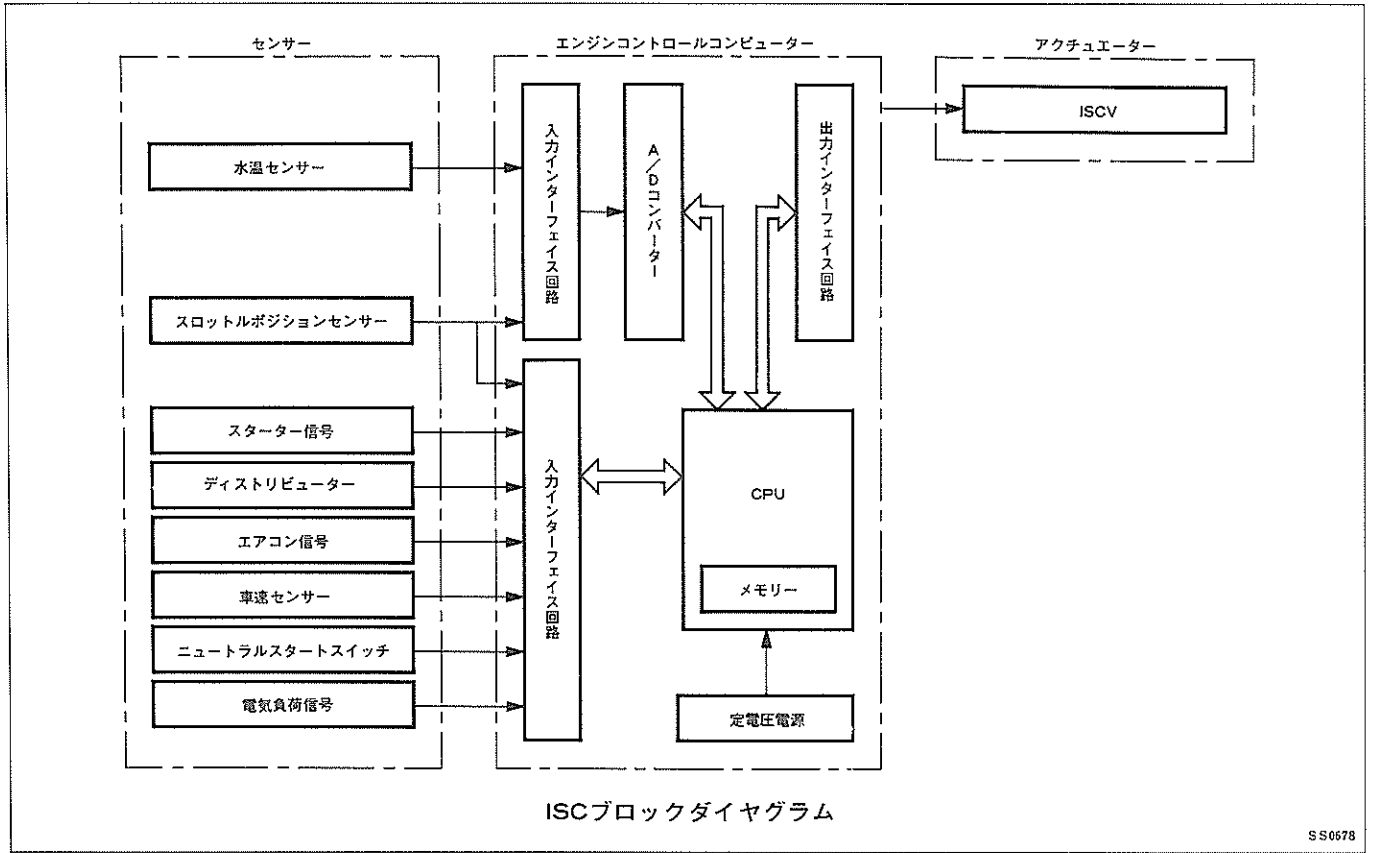 センサー
エンジンコントロールコンピューター
アクチュエーター
水温センサー
スロットルポジションセンサー
スターター信号
ディストリビューター
エアコン信号
車速センサー
ニュートラルスタートスイッチ
電気負荷信号
入力インターフェイス回路
A/Dコンバーター
出力インターフェイス回路
入力インターフェイス回路
CPU
メモリー
定電圧電源
ISCV
ISCブロックダイヤグラム
SS0678